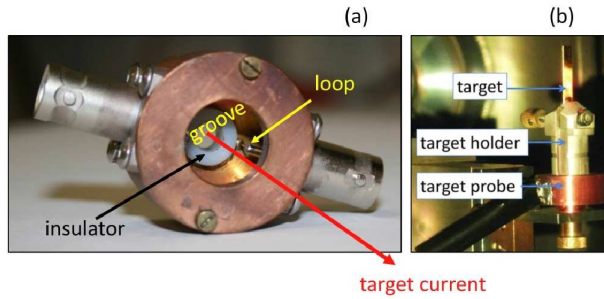 (a)
(b)
loop
groove
insulator
target current
target
target holder
target probe